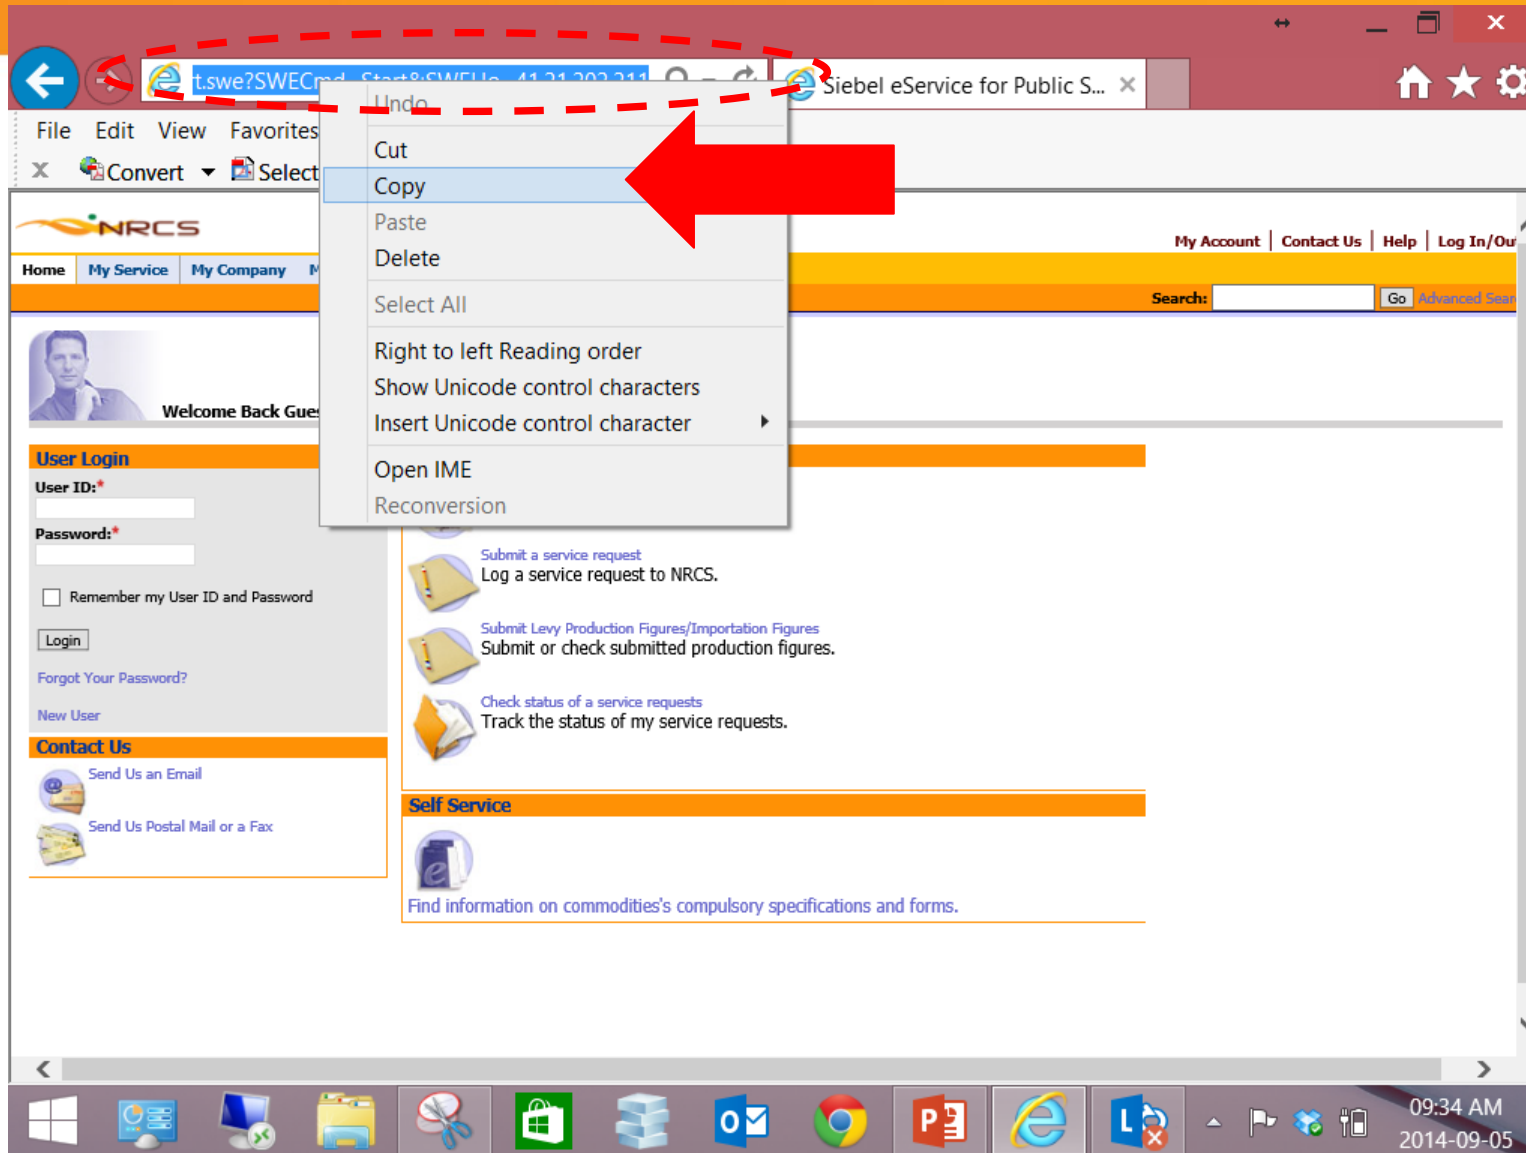 t.swe?SWECmd=Start&SWEHo=41.21.202.211
Siebel eService for Public S...
File Edit View Favorites
Convert Select
Undo
Cut
Copy
Paste
Delete
Select All
Right to left Reading order
Show Unicode control characters
Insert Unicode control character
Open IME
Reconversion
NRCS
My Account | Contact Us | Help | Log In/Ou
Home My Service My Company M
Search: Go Advanced Sear
Welcome Back Gues
User Login
User ID:*
Password:*
Remember my User ID and Password
Login
Forgot Your Password?
New User
Contact Us
Send Us an Email
Send Us Postal Mail or a Fax
Submit a service request
Log a service request to NRCS.
Submit Levy Production Figures/Importation Figures
Submit or check submitted production figures.
Check status of a service requests
Track the status of my service requests.
Self Service
Find information on commodities's compulsory specifications and forms.
09:34 AM
2014-09-05